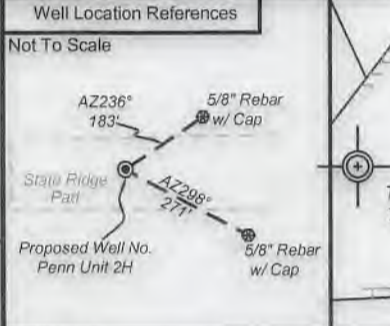 Well Location References
Not To Scale
AZ236°
183'
5/8" Rebar
w/ Cap
State Ridge
Pad
AZ298°
271'
Proposed Well No.
Penn Unit 2H
5/8" Rebar
w/ Cap